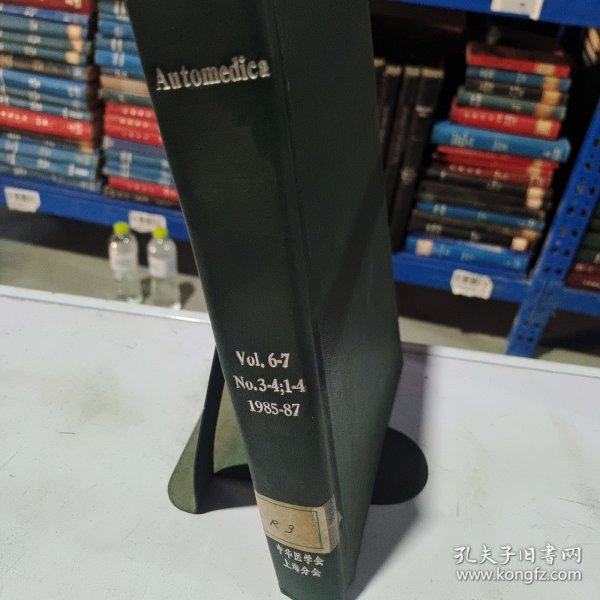 Automedica
Vol. 6-7
No.3-4;1-4
1985-87
R 3
中华医学会
上海分会
孔夫子旧书网
www.kongfz.com